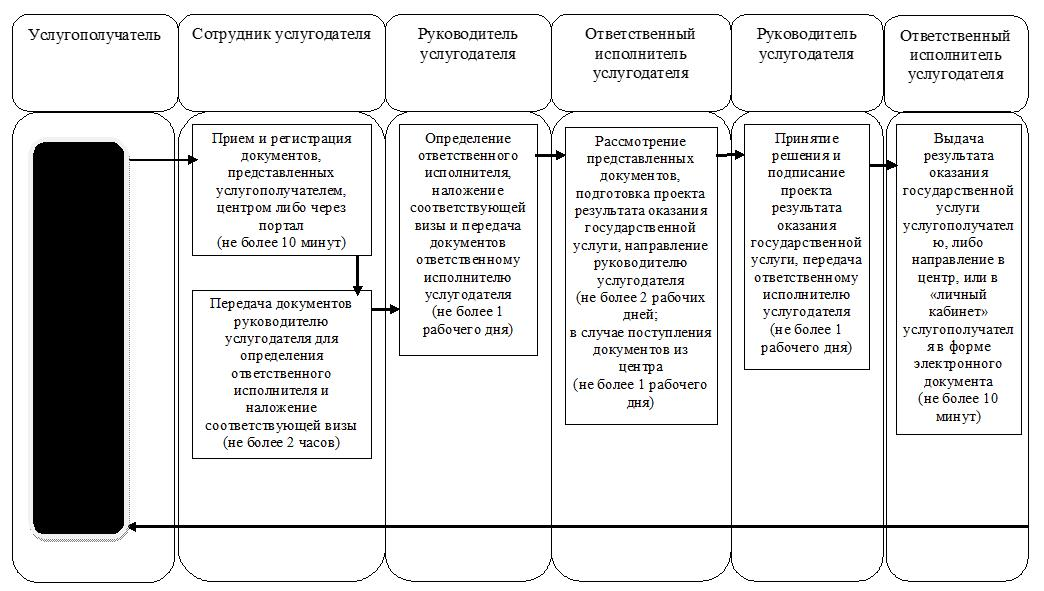 Услугополучатель
Сотрудник услугодателя
Руководитель
услугодателя
Ответственный
исполнитель
услугодателя
Руководитель
услугодателя
Ответственный
исполнитель
услугодателя
Прием и регистрация
документов,
представленных
услугополучателем,
центром либо через
портал
(не более 10 минут)
Передача документов
руководителю
услугодателя для
определения
ответственного
исполнителя и
наложение
соответствующей визы
(не более 2 часов)
Определение
ответственного
исполнителя,
наложение
соответствующей
визы и передача
документов
ответственному
исполнителю
услугодателя
(не более 1
рабочего дня)
Рассмотрение
представленных
документов,
подготовка проекта
результата оказания
государственной
услуги, направление
руководителю
услугодателя
(не более 2 рабочих
дней;
в случае поступления
документов из
центра
(не более 1 рабочего
дня)
Принятие
решения и
подписание
проекта
результата
оказания
государственной
услуги, передача
ответственному
исполнителю
услугодателя
(не более 1
рабочего дня)
Выдача
результата
оказания
государственной
услуги
услугополучател
ю, либо
направление в
центр, или в
«личный
кабинет»
услугополучател
я в форме
электронного
документа
(не более 10
минут)